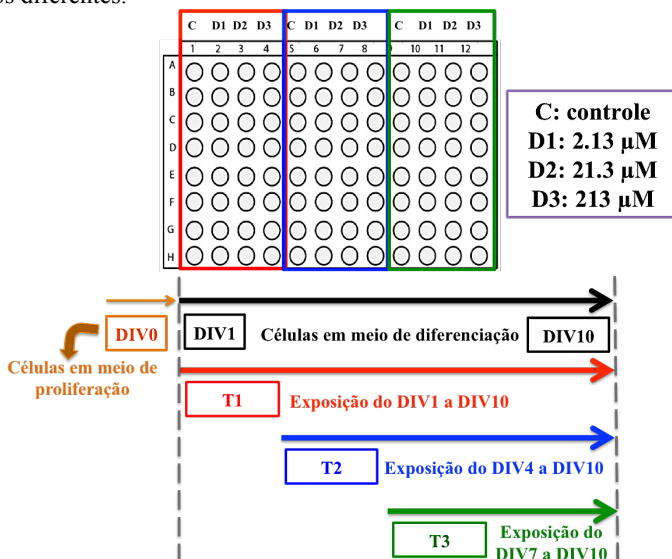 os diferentes.
C D1 D2 D3 C D1 D2 D3 C D1 D2 D3
1 2 3 4 5 6 7 8 10 11 12
A
B
C
D
E
F
G
H
C: controle
D1: 2.13 µM
D2: 21.3 µM
D3: 213 µM
DIV0
DIV1
Células em meio de diferenciação
DIV10
Células em meio de
proliferação
T1
Exposição do DIV1 a DIV10
T2
Exposição do DIV4 a DIV10
T3
Exposição do
DIV7 a DIV10